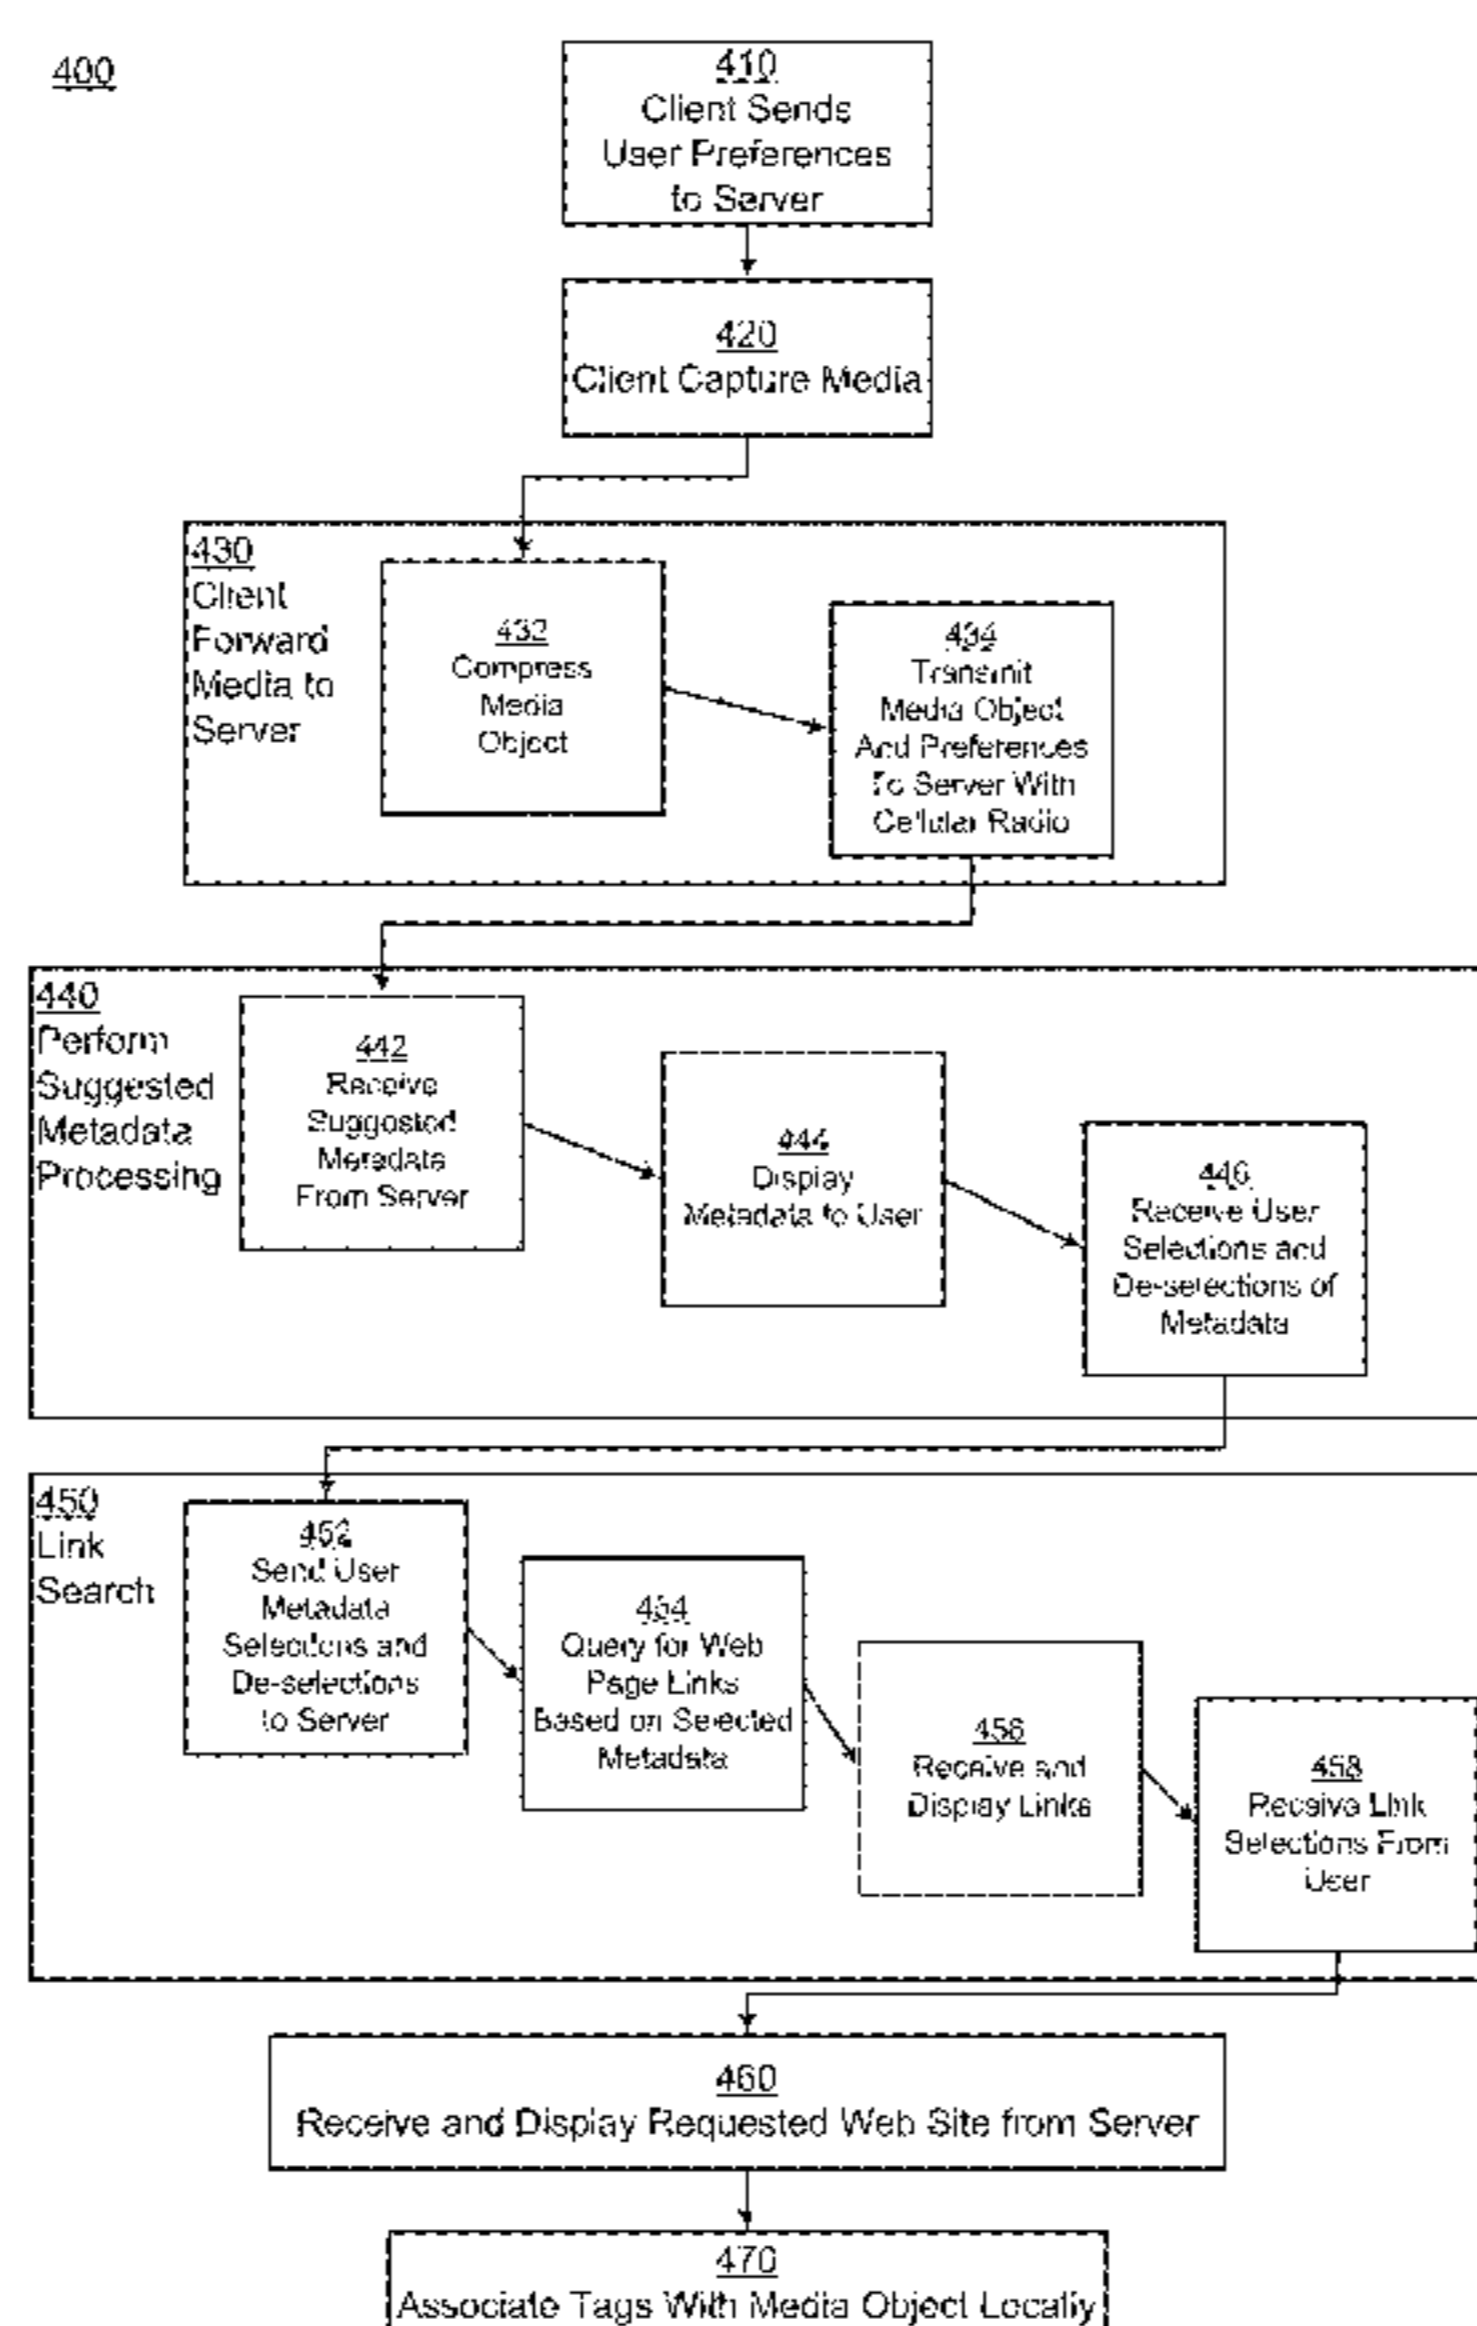 400
410
Client Sends
User Preferences
to Server
420
Client Capture Media
430
Client
Forward
Media to
Server
432
Compress
Media
Object
434
Transmit
Media Object
And Preferences
To Server With
Cellular Radio
440
Perform
Suggested
Metadata
Processing
442
Receive
Suggested
Metadata
From Server
444
Display
Metadata to User
446
Receive User
Selections and
De-selections of
Metadata
450
Link
Search
452
Send User
Metadata
Selections and
De-selections
to Server
454
Query for Web
Page Links
Based on Selected
Metadata
456
Receive and
Display Links
458
Receive Link
Selections From
User
460
Receive and Display Requested Web Site from Server
470
Associate Tags With Media Object Locally